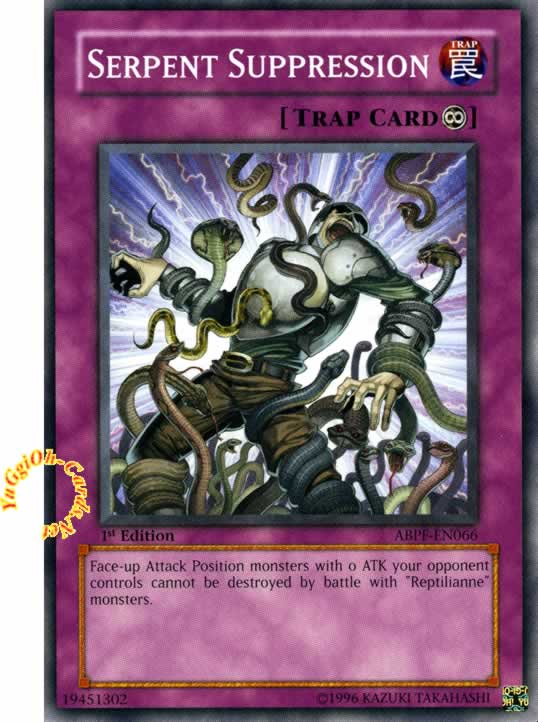 SERPENT SUPPRESSION
TRAP
罠
[TRAP CARD∞]
YuGgiOh-Cards.Net
1st Edition
ABPF-EN066
Face-up Attack Position monsters with 0 ATK your opponent
controls cannot be destroyed by battle with "Reptilianne"
monsters.
19451302
©1996 KAZUKI TAKAHASHI